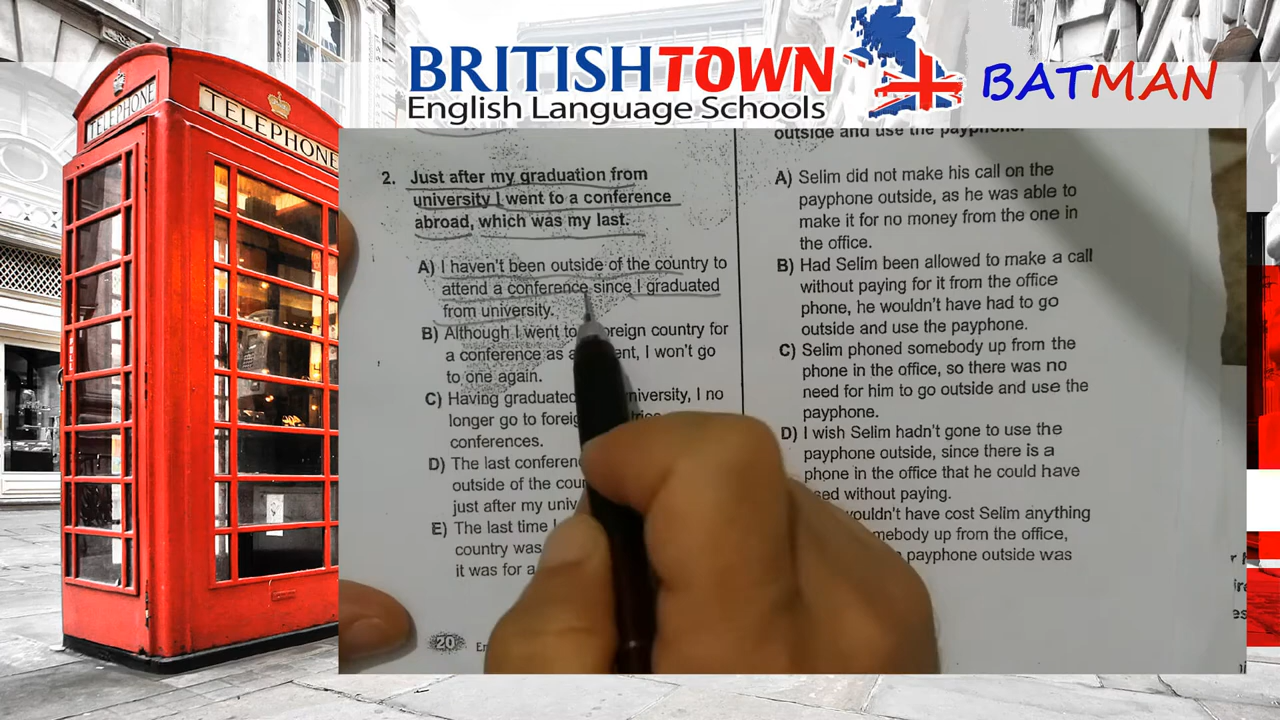 BRITISHTOWN
English Language Schools
BATMAN
TELEPHONE
TELEPHONE
2. Just after my graduation from
university I went to a conference
abroad, which was my last.
A) I haven't been outside of the country to
attend a conference since I graduated
from university.
B) Although I went to foreign country for
a conference as a, I won't go
to one again.
C) Having graduated, I no
longer go to
conferences.
D) The last
outside of the
just after my
E) The last time
country was
it was for a
20
outside and use the payphone.
A) Selim did not make his call on the
payphone outside, as he was able to
make it for no money from the one in
the office.
B) Had Selim been allowed to make a call
without paying for it from the office
phone, he wouldn't have had to go
outside and use the payphone.
C) Selim phoned somebody up from the
phone in the office, so there was no
need for him to go outside and use the
payphone.
D) I wish Selim hadn't gone to use the
payphone outside, since there is a
phone in the office that he could have
without paying.
wouldn't have cost Selim anything
up from the office,
payphone outside was